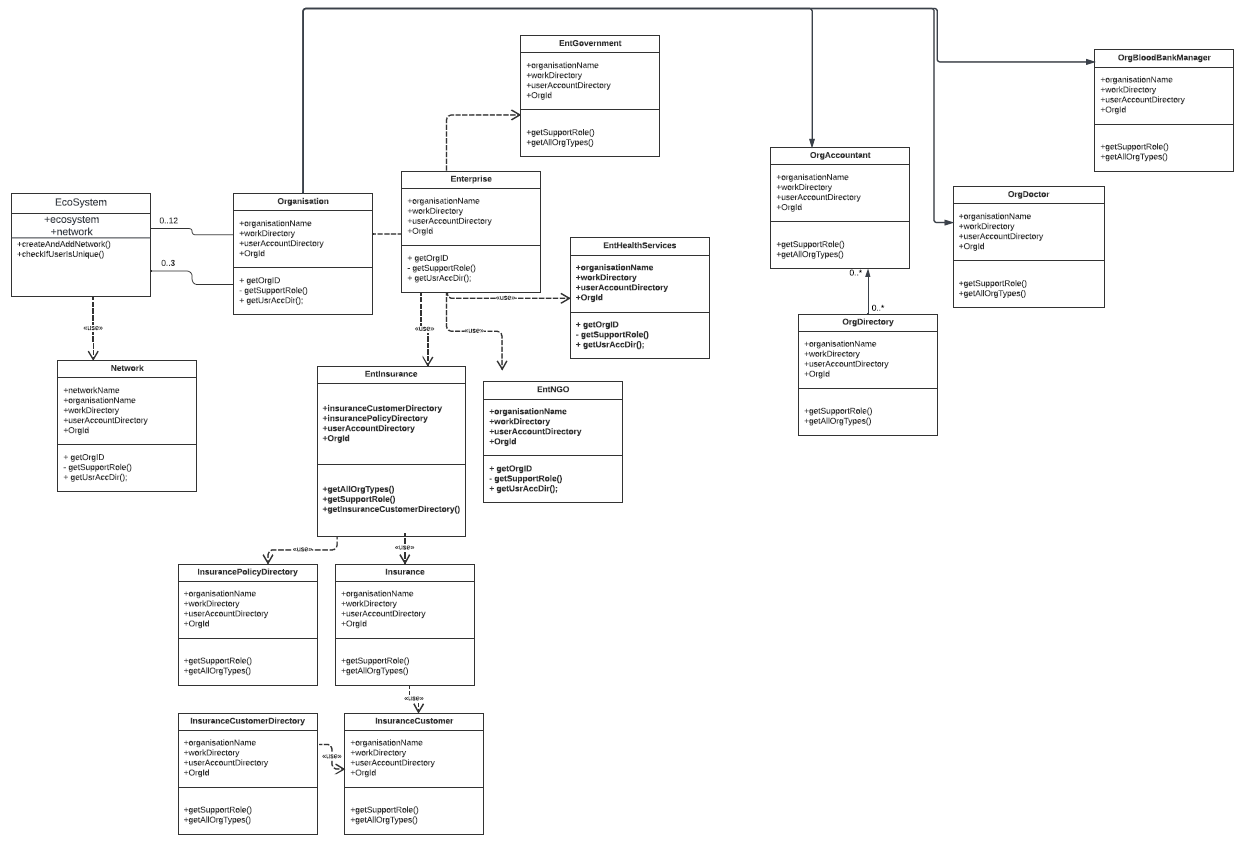 EntGovernment
+organisationName
+workDirectory
+userAccountDirectory
+OrgId
+getSupportRole()
+getAllOrgTypes()
OrgBloodBankManager
+organisationName
+workDirectory
+userAccountDirectory
+OrgId
+getSupportRole()
+getAllOrgTypes()
OrgAccountant
+organisationName
+workDirectory
+userAccountDirectory
+OrgId
+getSupportRole()
+getAllOrgTypes()
0..*
OrgDoctor
+organisationName
+workDirectory
+userAccountDirectory
+OrgId
+getSupportRole()
+getAllOrgTypes()
EcoSystem
+ecosystem
+network
+createAndAddNetwork()
+checkIfUserIsUnique()
0..12
0..3
Organisation
+organisationName
+workDirectory
+userAccountDirectory
+OrgId
+ getOrgID
- getSupportRole()
+ getUsrAccDir();
Enterprise
+organisationName
+workDirectory
+userAccountDirectory
+OrgId
+ getOrgID
- getSupportRole()
+ getUsrAccDir();
EntHealthServices
+organisationName
+workDirectory
+userAccountDirectory
+OrgId
+ getOrgID
- getSupportRole()
+ getUsrAccDir();
«use»
«use»
«use»
«use»
0..*
OrgDirectory
+organisationName
+workDirectory
+userAccountDirectory
+OrgId
+getSupportRole()
+getAllOrgTypes()
Network
+networkName
+organisationName
+workDirectory
+userAccountDirectory
+OrgId
+ getOrgID
- getSupportRole()
+ getUsrAccDir();
EntInsurance
+insuranceCustomerDirectory
+insurancePolicyDirectory
+userAccountDirectory
+OrgId
+getAllOrgTypes()
+getSupportRole()
+getInsuranceCustomerDirectory()
EntNGO
+organisationName
+workDirectory
+userAccountDirectory
+OrgId
+ getOrgID
- getSupportRole()
+ getUsrAccDir();
«use»
«use»
InsurancePolicyDirectory
+organisationName
+workDirectory
+userAccountDirectory
+OrgId
+getSupportRole()
+getAllOrgTypes()
Insurance
+organisationName
+workDirectory
+userAccountDirectory
+OrgId
+getSupportRole()
+getAllOrgTypes()
«use»
InsuranceCustomerDirectory
+organisationName
+workDirectory
+userAccountDirectory
+OrgId
+getSupportRole()
+getAllOrgTypes()
«use»
InsuranceCustomer
+organisationName
+workDirectory
+userAccountDirectory
+OrgId
+getSupportRole()
+getAllOrgTypes()